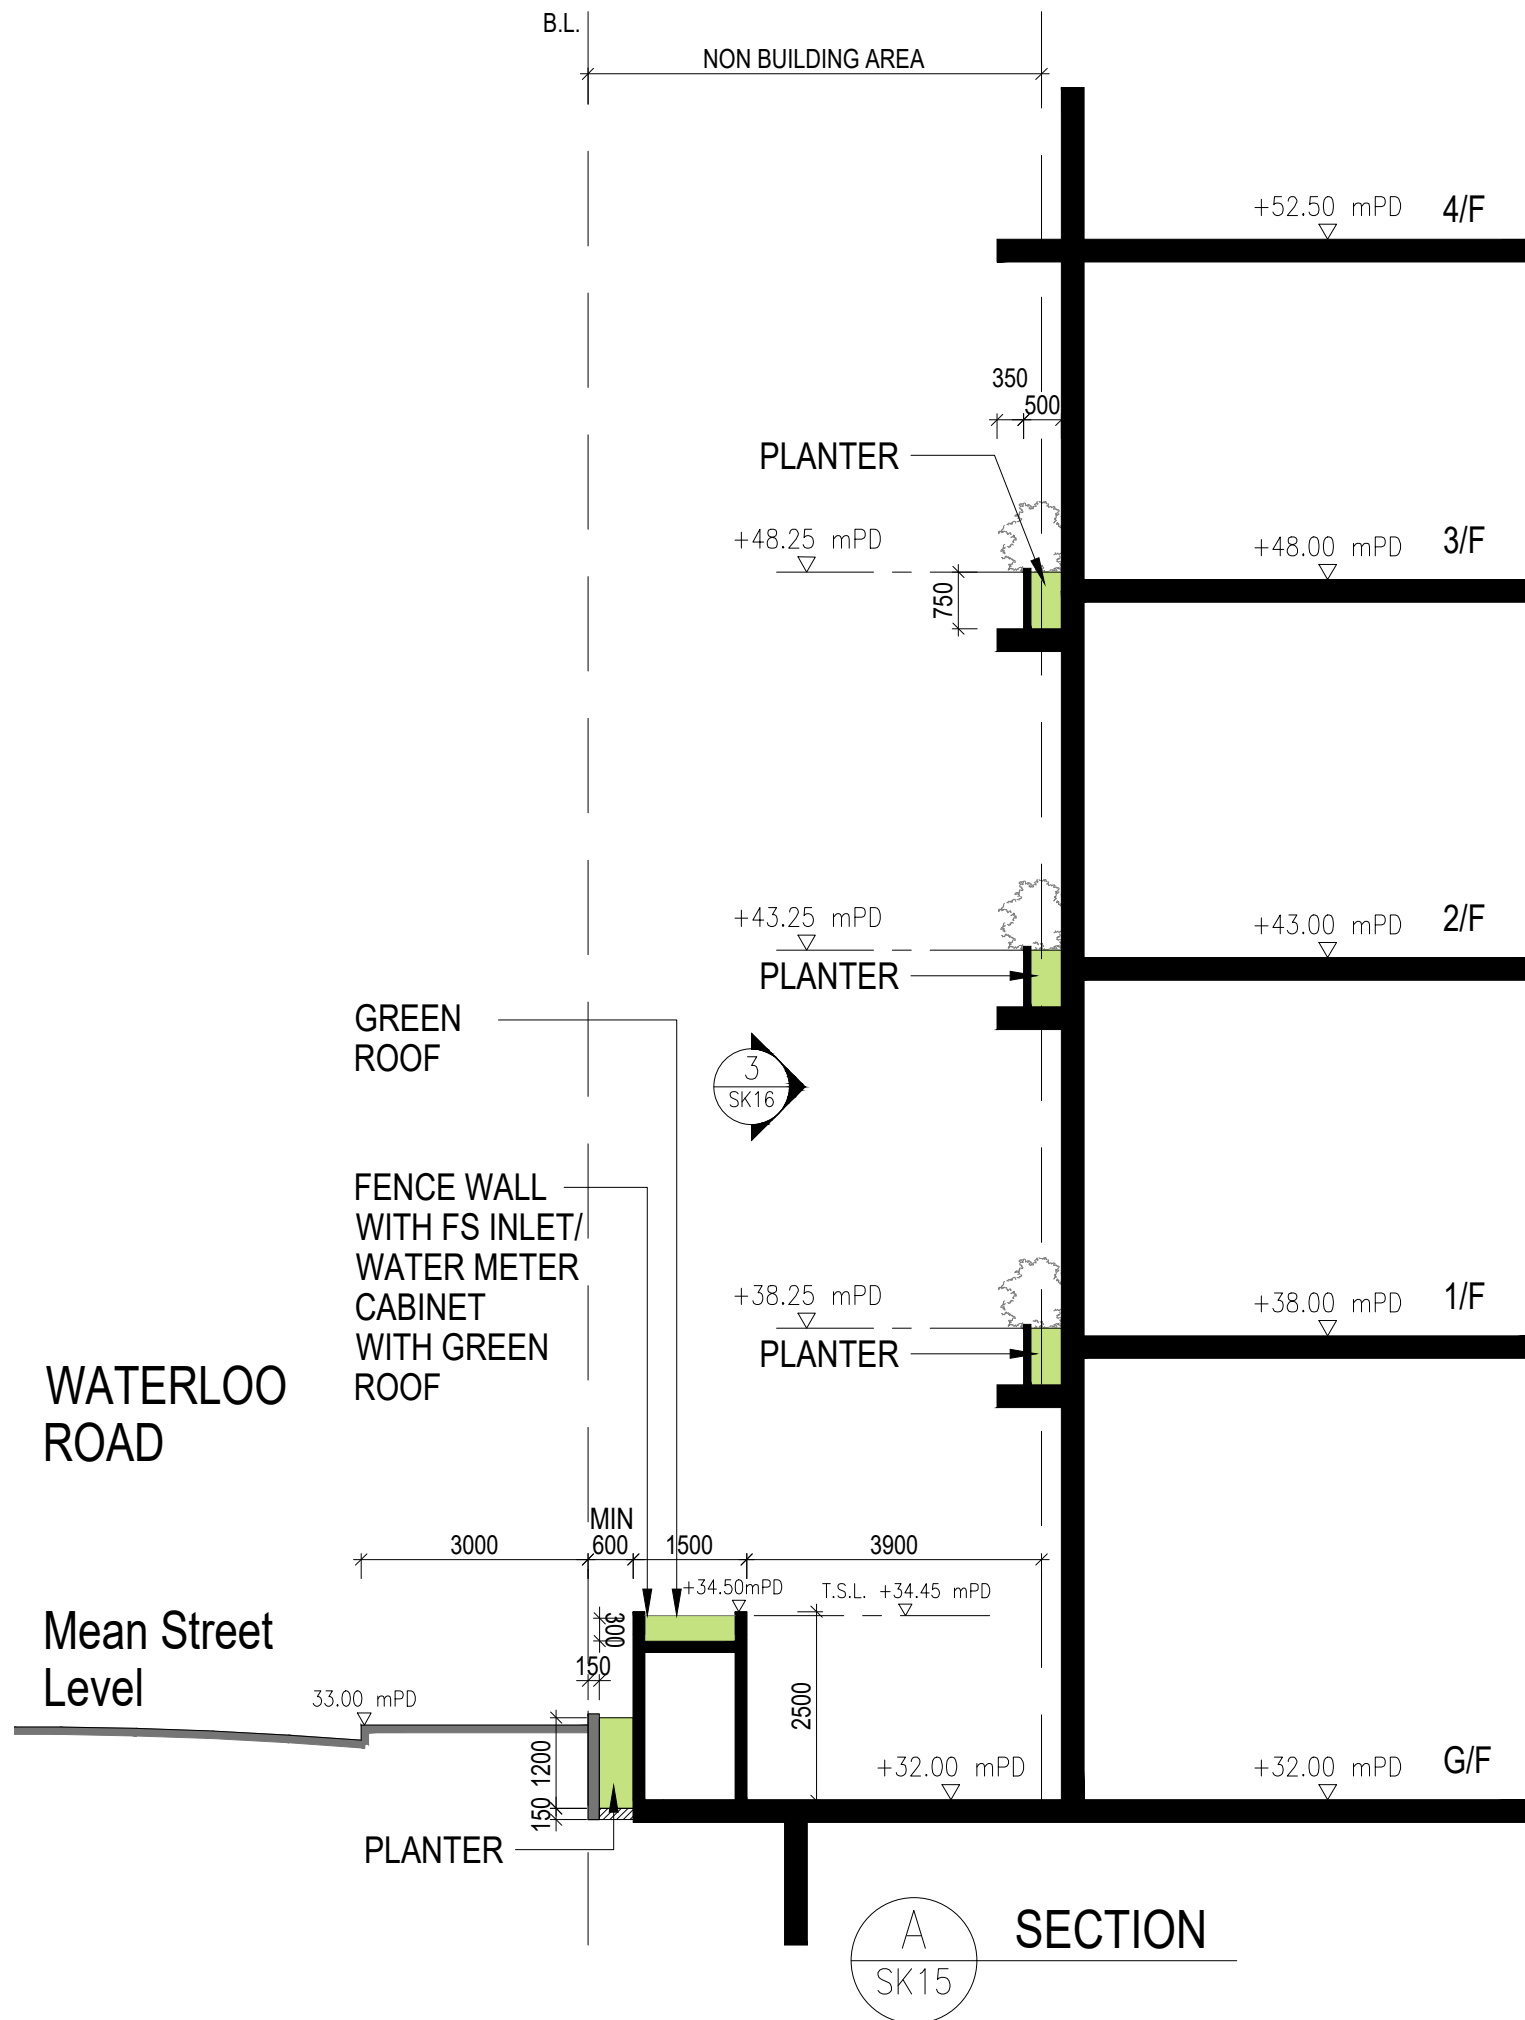 B.L.
NON BUILDING AREA
+52.50 mPD 4/F
350
500
PLANTER
+48.25 mPD
+48.00 mPD 3/F
750
+43.25 mPD
+43.00 mPD 2/F
PLANTER
GREEN
ROOF
3
SK16
FENCE WALL
WITH FS INLET/
WATER METER
CABINET
WITH GREEN
ROOF
+38.25 mPD
+38.00 mPD 1/F
PLANTER
WATERLOO
ROAD
MIN
3000 600 1500 3900
+34.50mPD
T.S.L. +34.45 mPD
300
150
Mean Street
Level
33.00 mPD
2500
1200
150
+32.00 mPD
+32.00 mPD G/F
PLANTER
A
SK15
SECTION